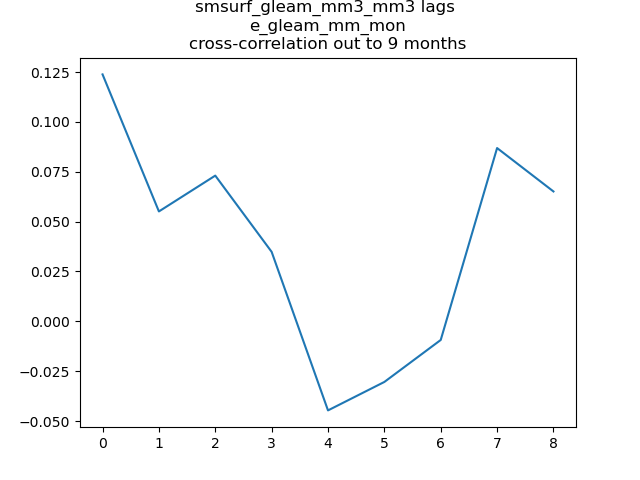 smsurf_gleam_mm3_mm3 lags
e_gleam_mm_mon
cross-correlation out to 9 months
0.125
0.100
0.075
0.050
0.025
0.000
−0.025
−0.050
0 1 2 3 4 5 6 7 8